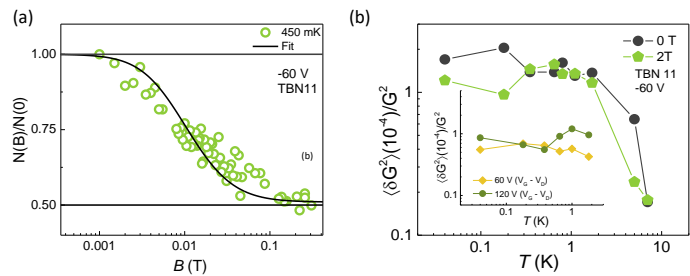 (a)
N(B)/N(0)
1.00
0.75
0.50
450 mK
Fit
-60 V
TBN11
(b)
0.001
0.01
0.1
B (T)
(b)
⟨δG²⟩(10⁻⁴)/G²
1
0.1
0 T
2T
TBN 11
-60 V
⟨δG²⟩(10⁻⁴)/G²
1
0.1
60 V (V_G - V_D)
120 V (V_G - V_D)
0.1
1
T (K)
0.1
1
10
T (K)